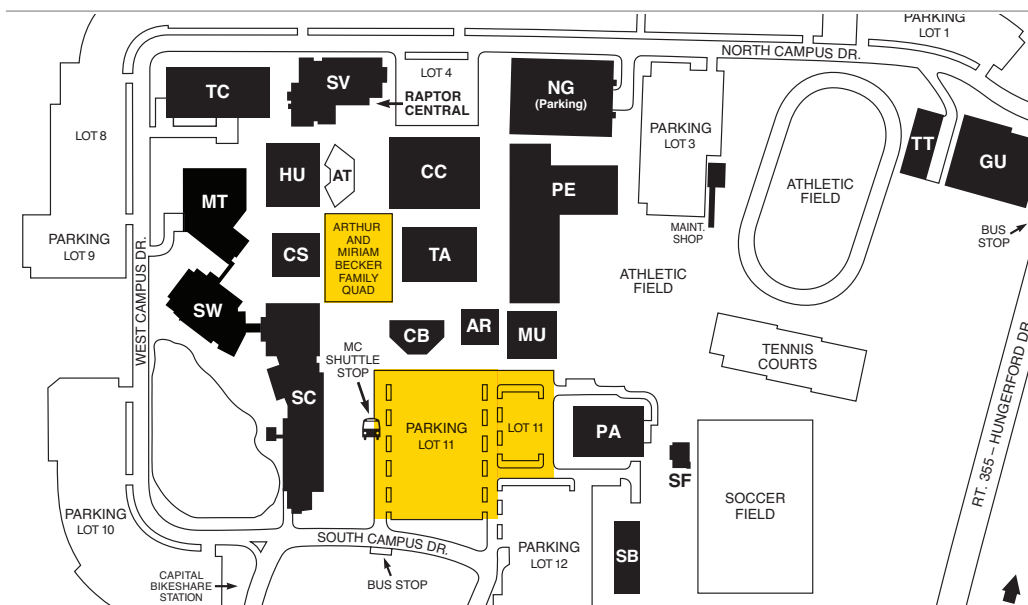 PARKING
LOT 1
NORTH CAMPUS DR.
LOT 4
SV
TC
RAPTOR
CENTRAL
NG
(Parking)
LOT 8
PARKING
LOT 3
TT
GU
HU
AT
CC
PE
ATHLETIC
FIELD
MT
MAINT.
SHOP
BUS
STOP
PARKING
LOT 9
WEST CAMPUS DR.
CS
ARTHUR
AND
MIRIAM
BECKER
FAMILY
QUAD
TA
ATHLETIC
FIELD
SW
CB
AR
MU
MC
SHUTTLE
STOP
TENNIS
COURTS
RT. 355 – HUNGERFORD DR.
SC
PARKING
LOT 11
LOT 11
PA
SF
SOCCER
FIELD
PARKING
LOT 10
SOUTH CAMPUS DR.
PARKING
LOT 12
SB
CAPITAL
BIKESHARE
STATION
BUS STOP